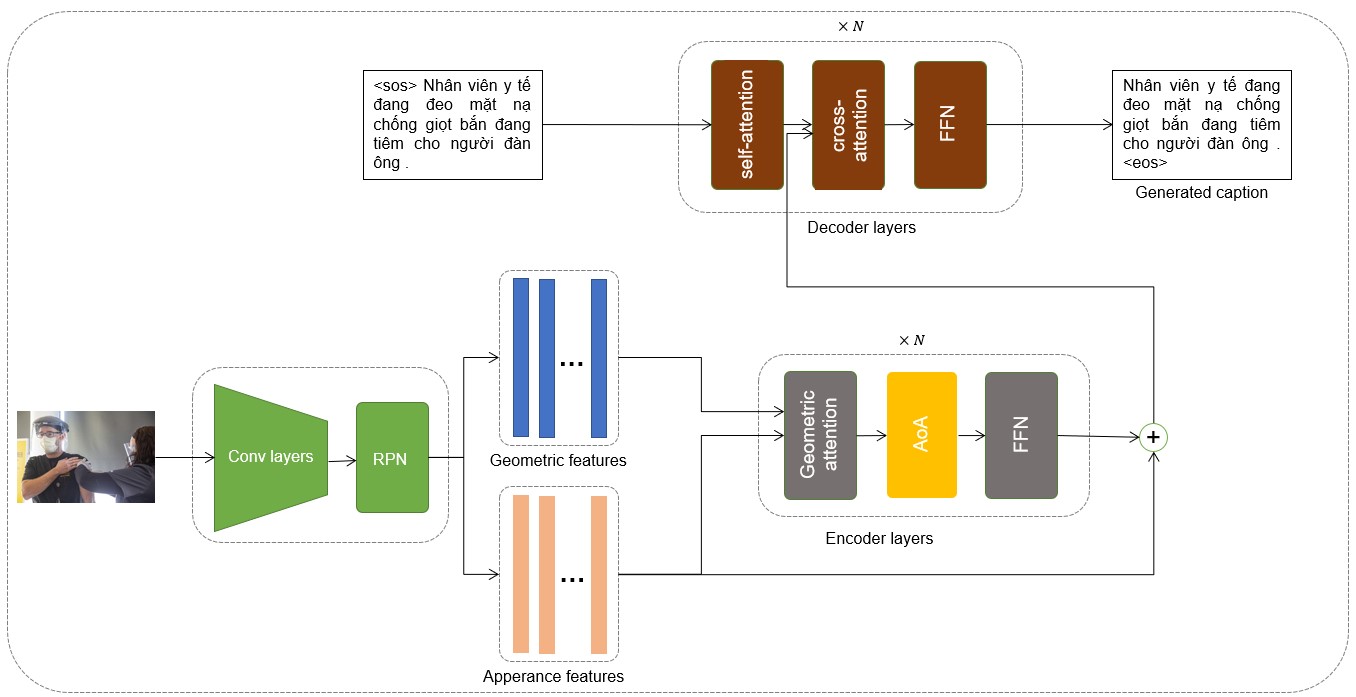 × N
<sos> Nhân viên y tế
đang đeo mặt nạ
chống giọt bắn đang
tiêm cho người đàn
ông .
self-attention
cross-
attention
FFN
Nhân viên y tế đang
đeo mặt nạ chống
giọt bắn đang tiêm
cho người đàn ông .
<eos>
Generated caption
Decoder layers
Conv layers
RPN
...
Geometric features
...
Apperance features
× N
Geometric
attention
AoA
FFN
+
Encoder layers